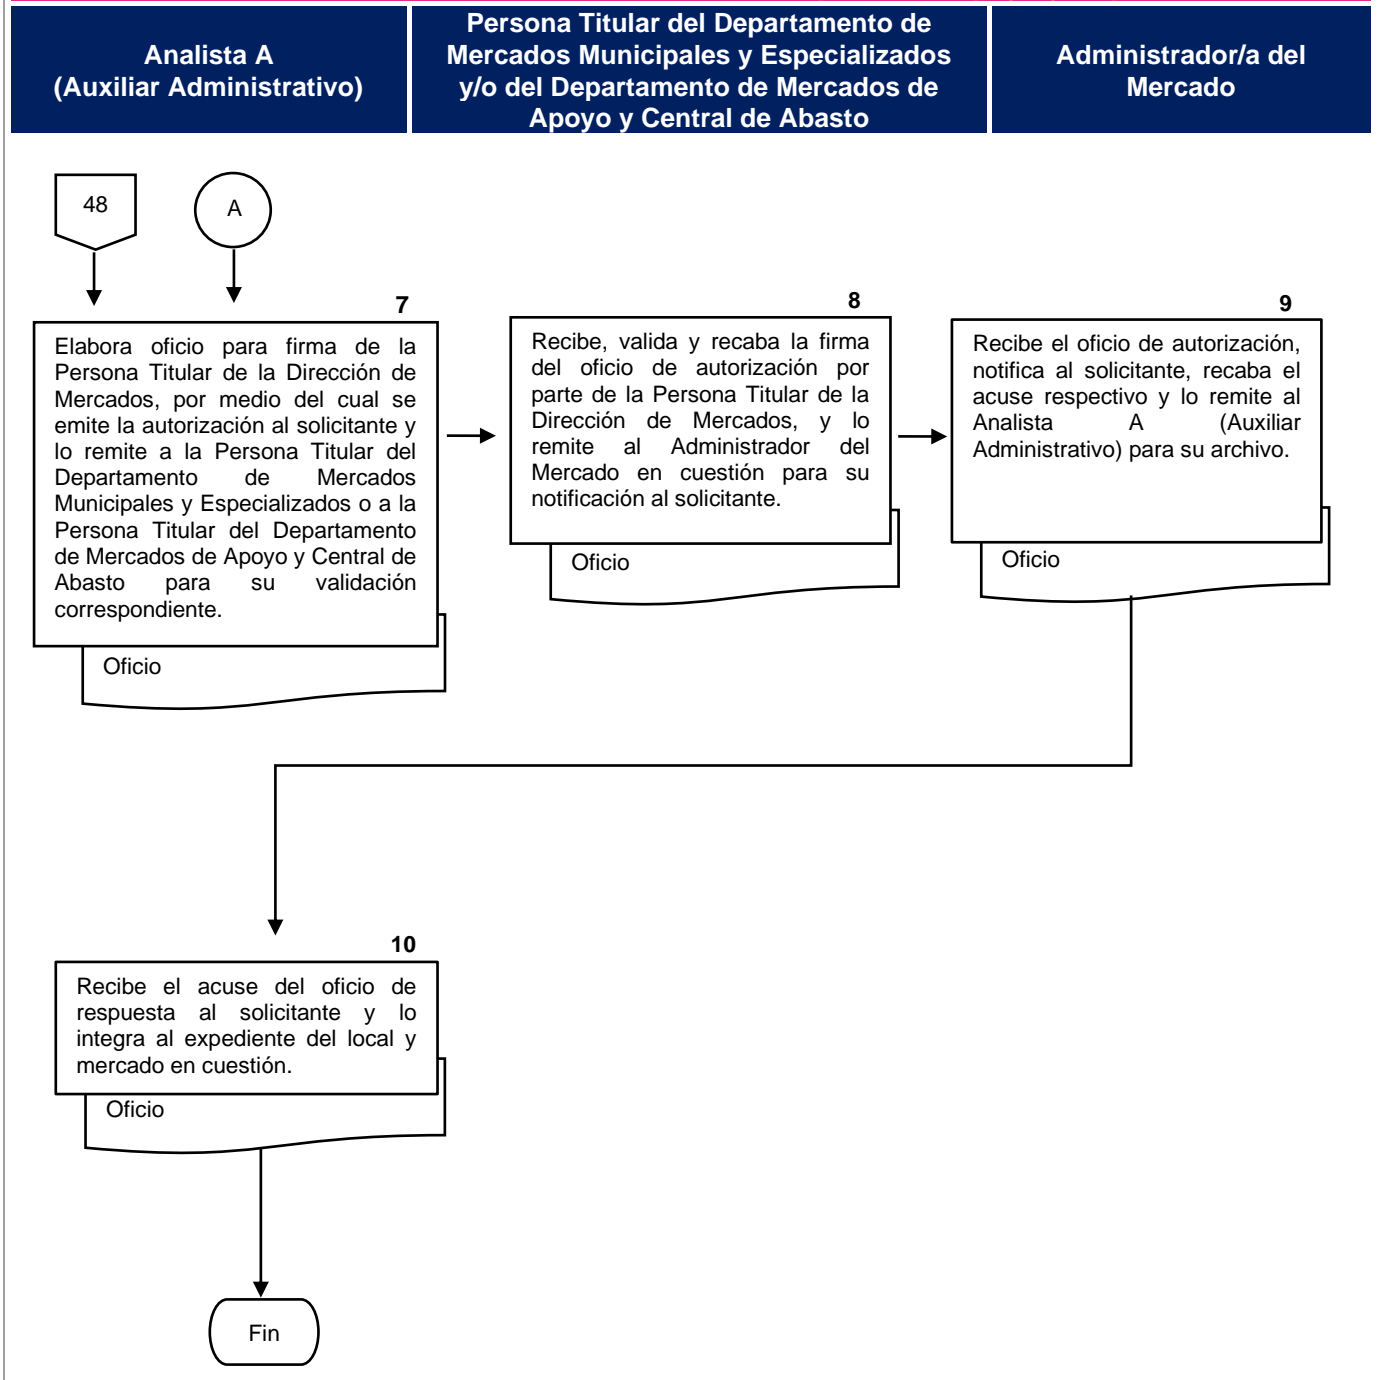 Analista A
(Auxiliar Administrativo)
Persona Titular del Departamento de
Mercados Municipales y Especializados
y/o del Departamento de Mercados de
Apoyo y Central de Abasto
Administrador/a del
Mercado
48
A
7
Elabora oficio para firma de la
Persona Titular de la Dirección de
Mercados, por medio del cual se
emite la autorización al solicitante y
lo remite a la Persona Titular del
Departamento de Mercados
Municipales y Especializados o a la
Persona Titular del Departamento
de Mercados de Apoyo y Central de
Abasto para su validación
correspondiente.
Oficio
8
Recibe, valida y recaba la firma
del oficio de autorización por
parte de la Persona Titular de la
Dirección de Mercados, y lo
remite al Administrador del
Mercado en cuestión para su
notificación al solicitante.
Oficio
9
Recibe el oficio de autorización,
notifica al solicitante, recaba el
acuse respectivo y lo remite al
Analista A (Auxiliar
Administrativo) para su archivo.
Oficio
10
Recibe el acuse del oficio de
respuesta al solicitante y lo
integra al expediente del local y
mercado en cuestión.
Oficio
Fin